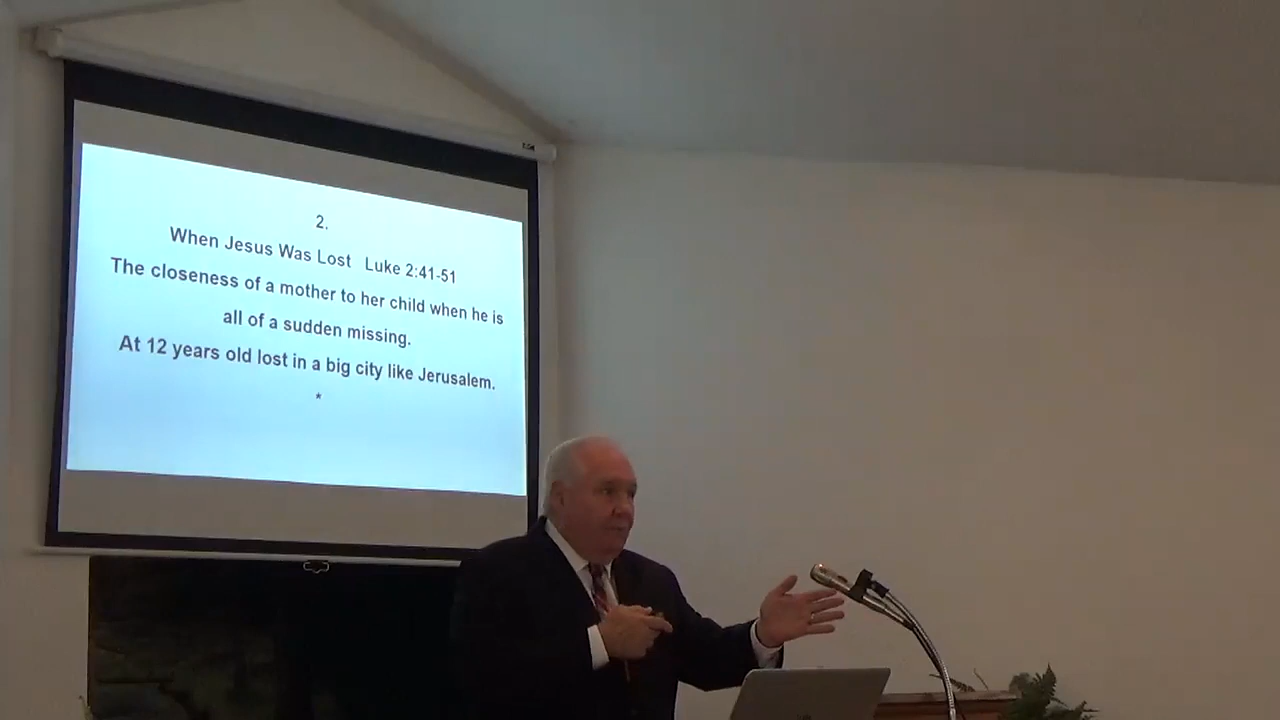 2.
When Jesus Was Lost Luke 2:41-51
The closeness of a mother to her child when he is
all of a sudden missing.
At 12 years old lost in a big city like Jerusalem.
*